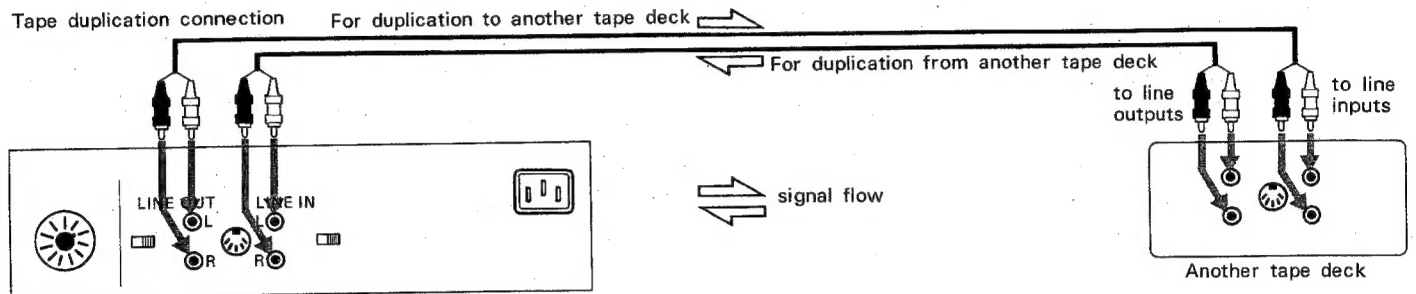 Tape duplication connection
For duplication to another tape deck
For duplication from another tape deck
to line
outputs
to line
inputs
LINE OUT
LINE IN
L
L
R
R
signal flow
Another tape deck